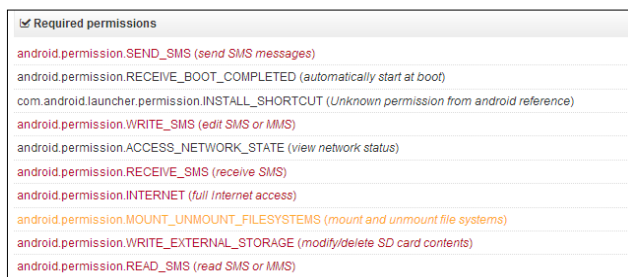 Required permissions
android.permission.SEND_SMS (send SMS messages)
android.permission.RECEIVE_BOOT_COMPLETED (automatically start at boot)
com.android.launcher.permission.INSTALL_SHORTCUT (Unknown permission from android reference)
android.permission.WRITE_SMS (edit SMS or MMS)
android.permission.ACCESS_NETWORK_STATE (view network status)
android.permission.RECEIVE_SMS (receive SMS)
android.permission.INTERNET (full Internet access)
android.permission.MOUNT_UNMOUNT_FILESYSTEMS (mount and unmount file systems)
android.permission.WRITE_EXTERNAL_STORAGE (modify/delete SD card contents)
android.permission.READ_SMS (read SMS or MMS)